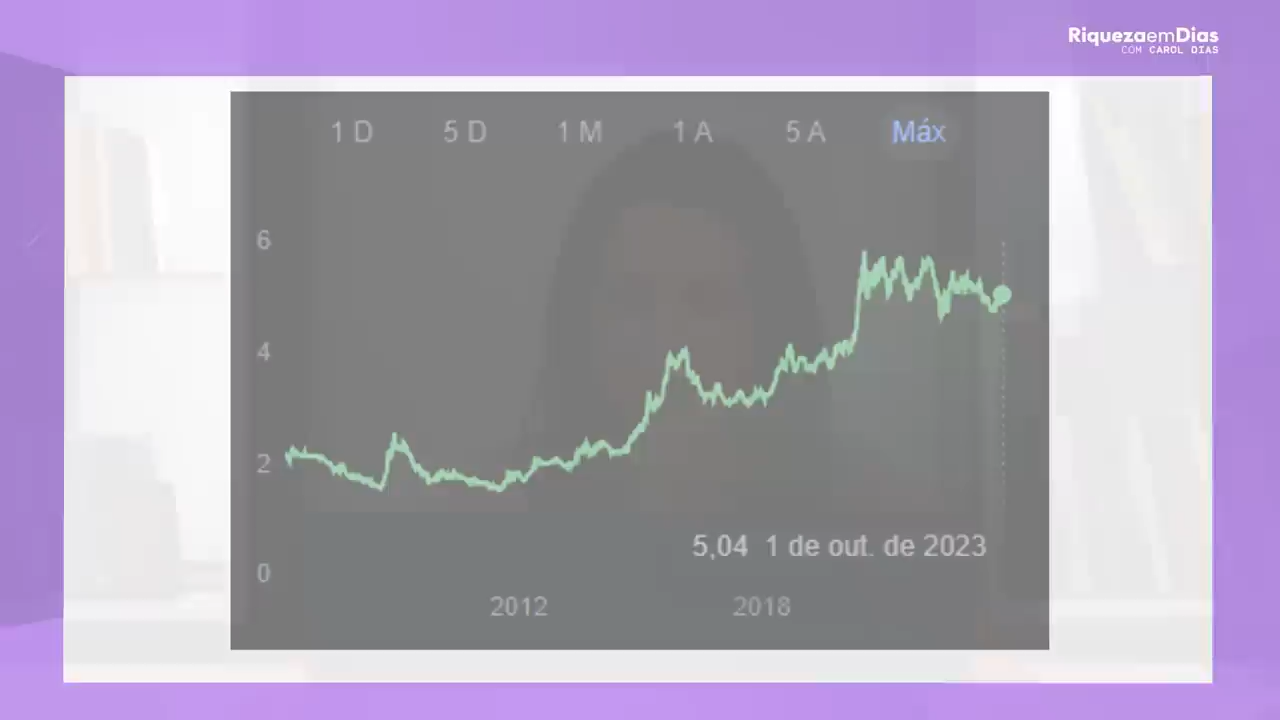 RiquezaemDias
COM CAROL DIAS
1 D 5 D 1 M 1 A 5 A Máx
6
4
2
5,04 1 de out. de 2023
0
2012 2018